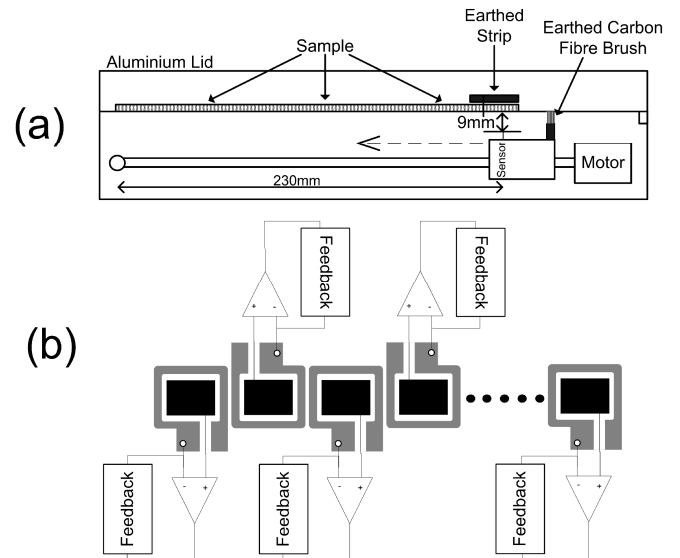 Earthed
Strip
Earthed Carbon
Fibre Brush
Sample
Aluminium Lid
(a)
9mm
Sensor
Motor
230mm
(b)
Feedback
Feedback
+ -
+ -
- +
- +
- +
Feedback
Feedback
Feedback